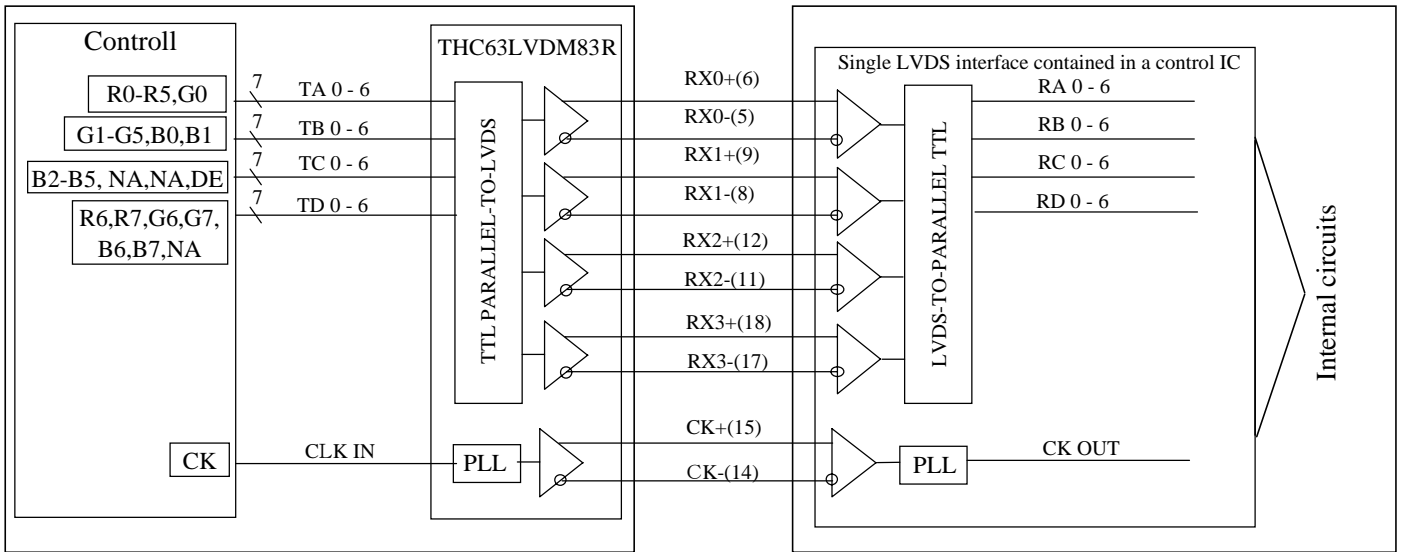 Controll
R0-R5,G0
G1-G5,B0,B1
B2-B5, NA,NA,DE
R6,R7,G6,G7,
B6,B7,NA
CK
7
TA 0 - 6
7
TB 0 - 6
7
TC 0 - 6
7
TD 0 - 6
CLK IN
THC63LVDM83R
TTL PARALLEL-TO-LVDS
PLL
RX0+(6)
RX0-(5)
RX1+(9)
RX1-(8)
RX2+(12)
RX2-(11)
RX3+(18)
RX3-(17)
CK+(15)
CK-(14)
Single LVDS interface contained in a control IC
LVDS-TO-PARALLEL TTL
PLL
RA 0 - 6
RB 0 - 6
RC 0 - 6
RD 0 - 6
CK OUT
Internal circuits